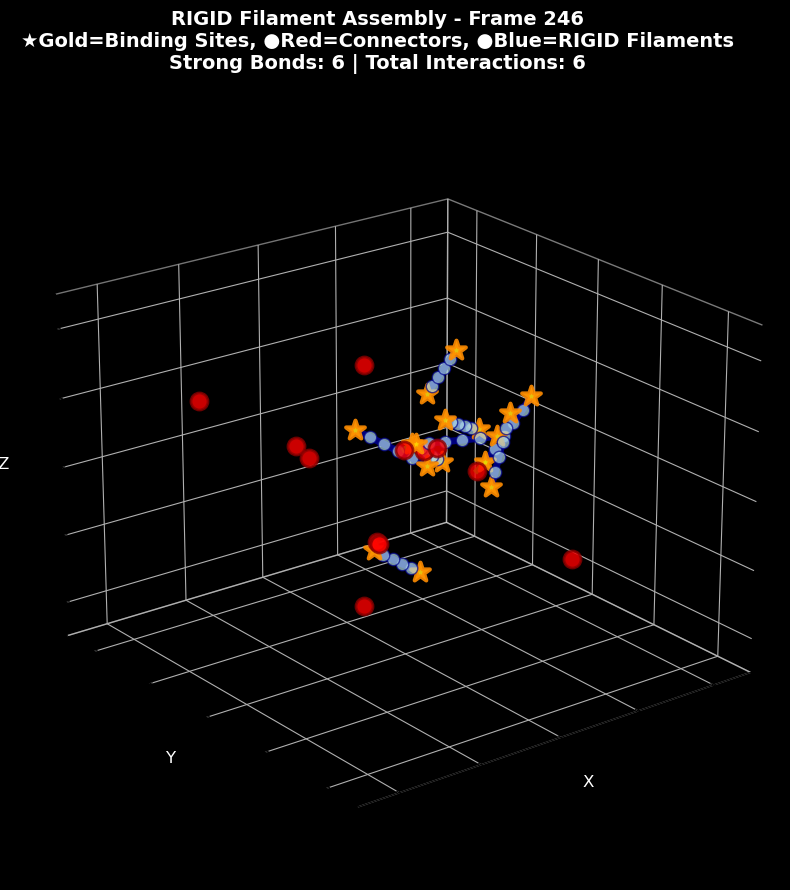 RIGID Filament Assembly - Frame 246
★Gold=Binding Sites, ●Red=Connectors, ●Blue=RIGID Filaments
Strong Bonds: 6 | Total Interactions: 6
Z
Y
X